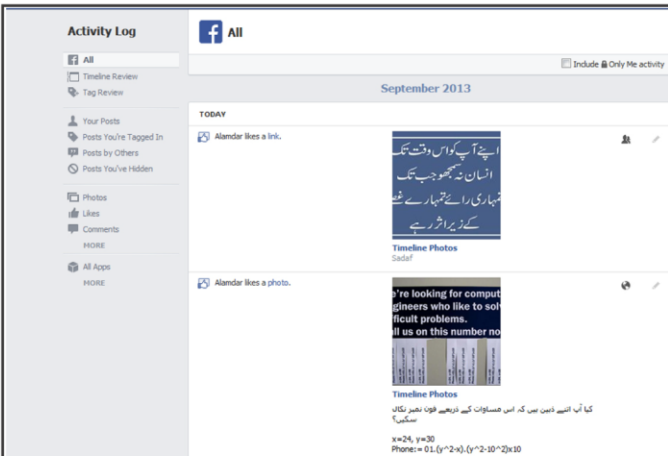 Activity Log
All
Timeline Review
Tag Review
Your Posts
Posts You're Tagged In
Posts by Others
Posts You've Hidden
Photos
Likes
Comments
MORE
All Apps
MORE
All
Include Only Me activity
September 2013
TODAY
Alamdar likes a link.
اپنے آپ کو اس وقت تک
انسان نہ سمجھو جب تک
تمہاری رائے تمہارے غصے
کے زیر اثر رہے
Timeline Photos
Sadaf
Alamdar likes a photo.
e're looking for comput
gineers who like to sol
ficult problems.
ll us on this number no
Timeline Photos
کیا آپ اتنے ذہین ہیں کہ اس مساوات کے ذریعے فون نمبر نکال
سکیں؟
x=24, y=30
Phone:= 01.(y^2-x).(y^2-10^2)x10